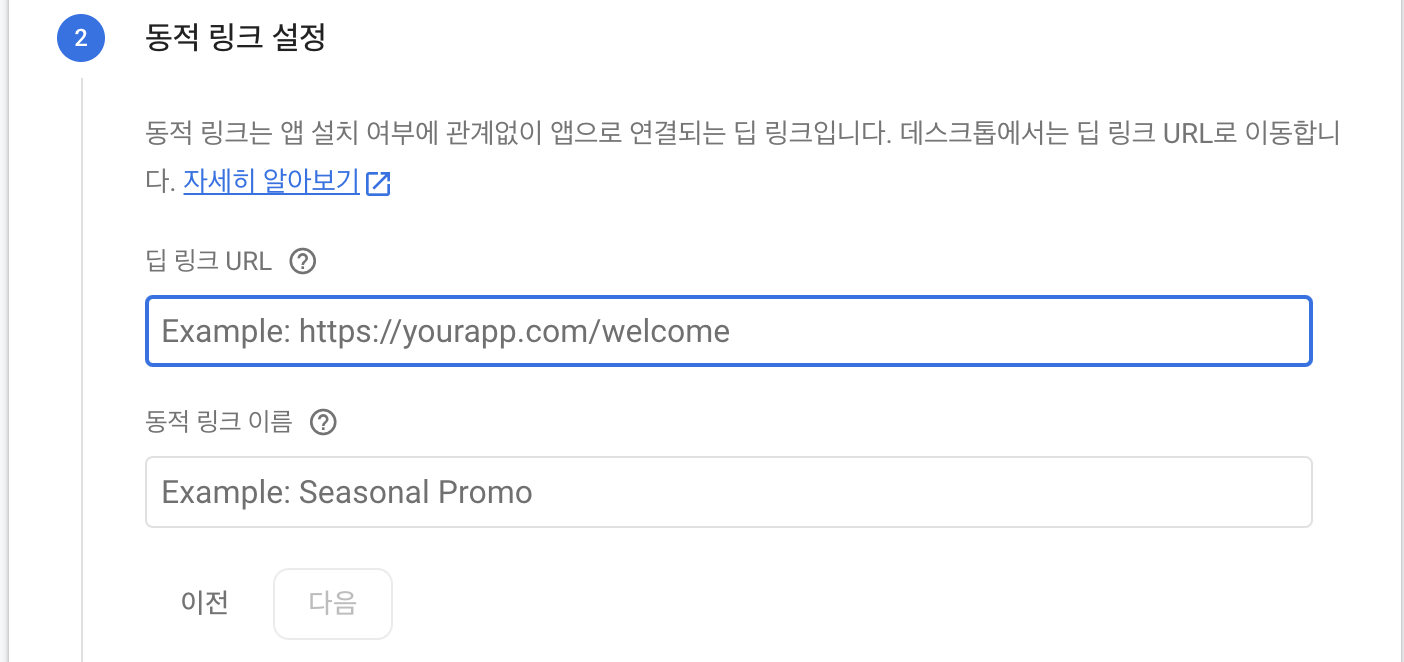 2
동적 링크 설정
동적 링크는 앱 설치 여부에 관계없이 앱으로 연결되는 딥 링크입니다. 데스크톱에서는 딥 링크 URL로 이동합니
다. 자세히 알아보기
딥 링크 URL
Example: https://yourapp.com/welcome
동적 링크 이름
Example: Seasonal Promo
이전 다음